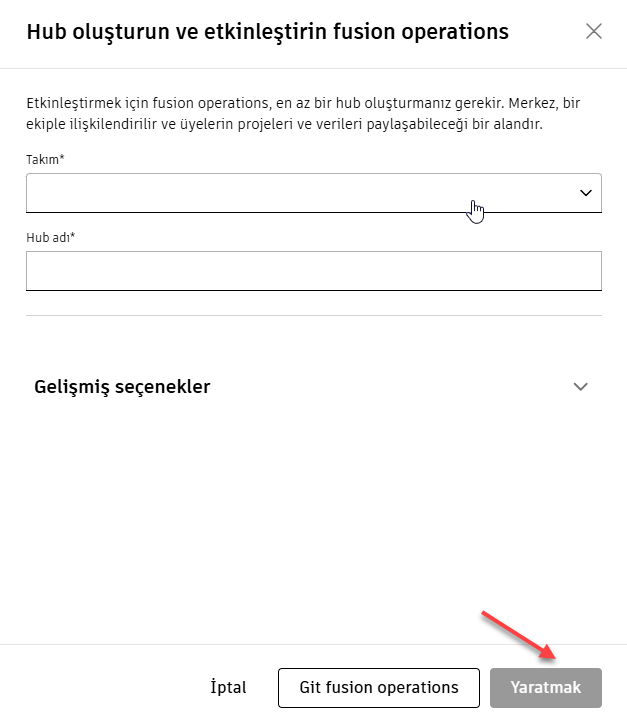 Hub oluşturun ve etkinleştirin fusion operations
Etkinleştirmek için fusion operations, en az bir hub oluşturmanız gerekir. Merkez, bir
ekiple ilişkilendirilir ve üyelerin projeleri ve verileri paylaşabileceği bir alandır.
Takım*
Hub adı*
Gelişmiş seçenekler
İptal
Git fusion operations
Yaratmak